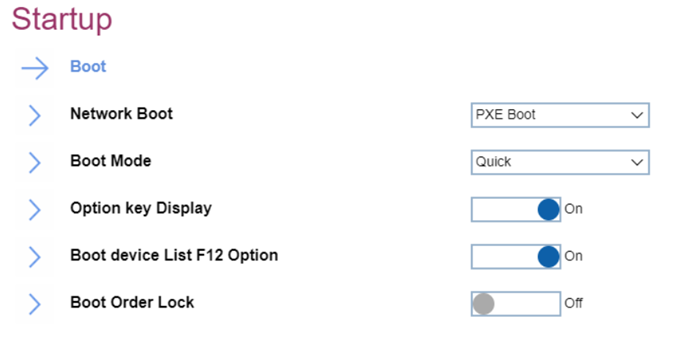 Startup
Boot
Network Boot PXE Boot
Boot Mode Quick
Option key Display On
Boot device List F12 Option On
Boot Order Lock Off